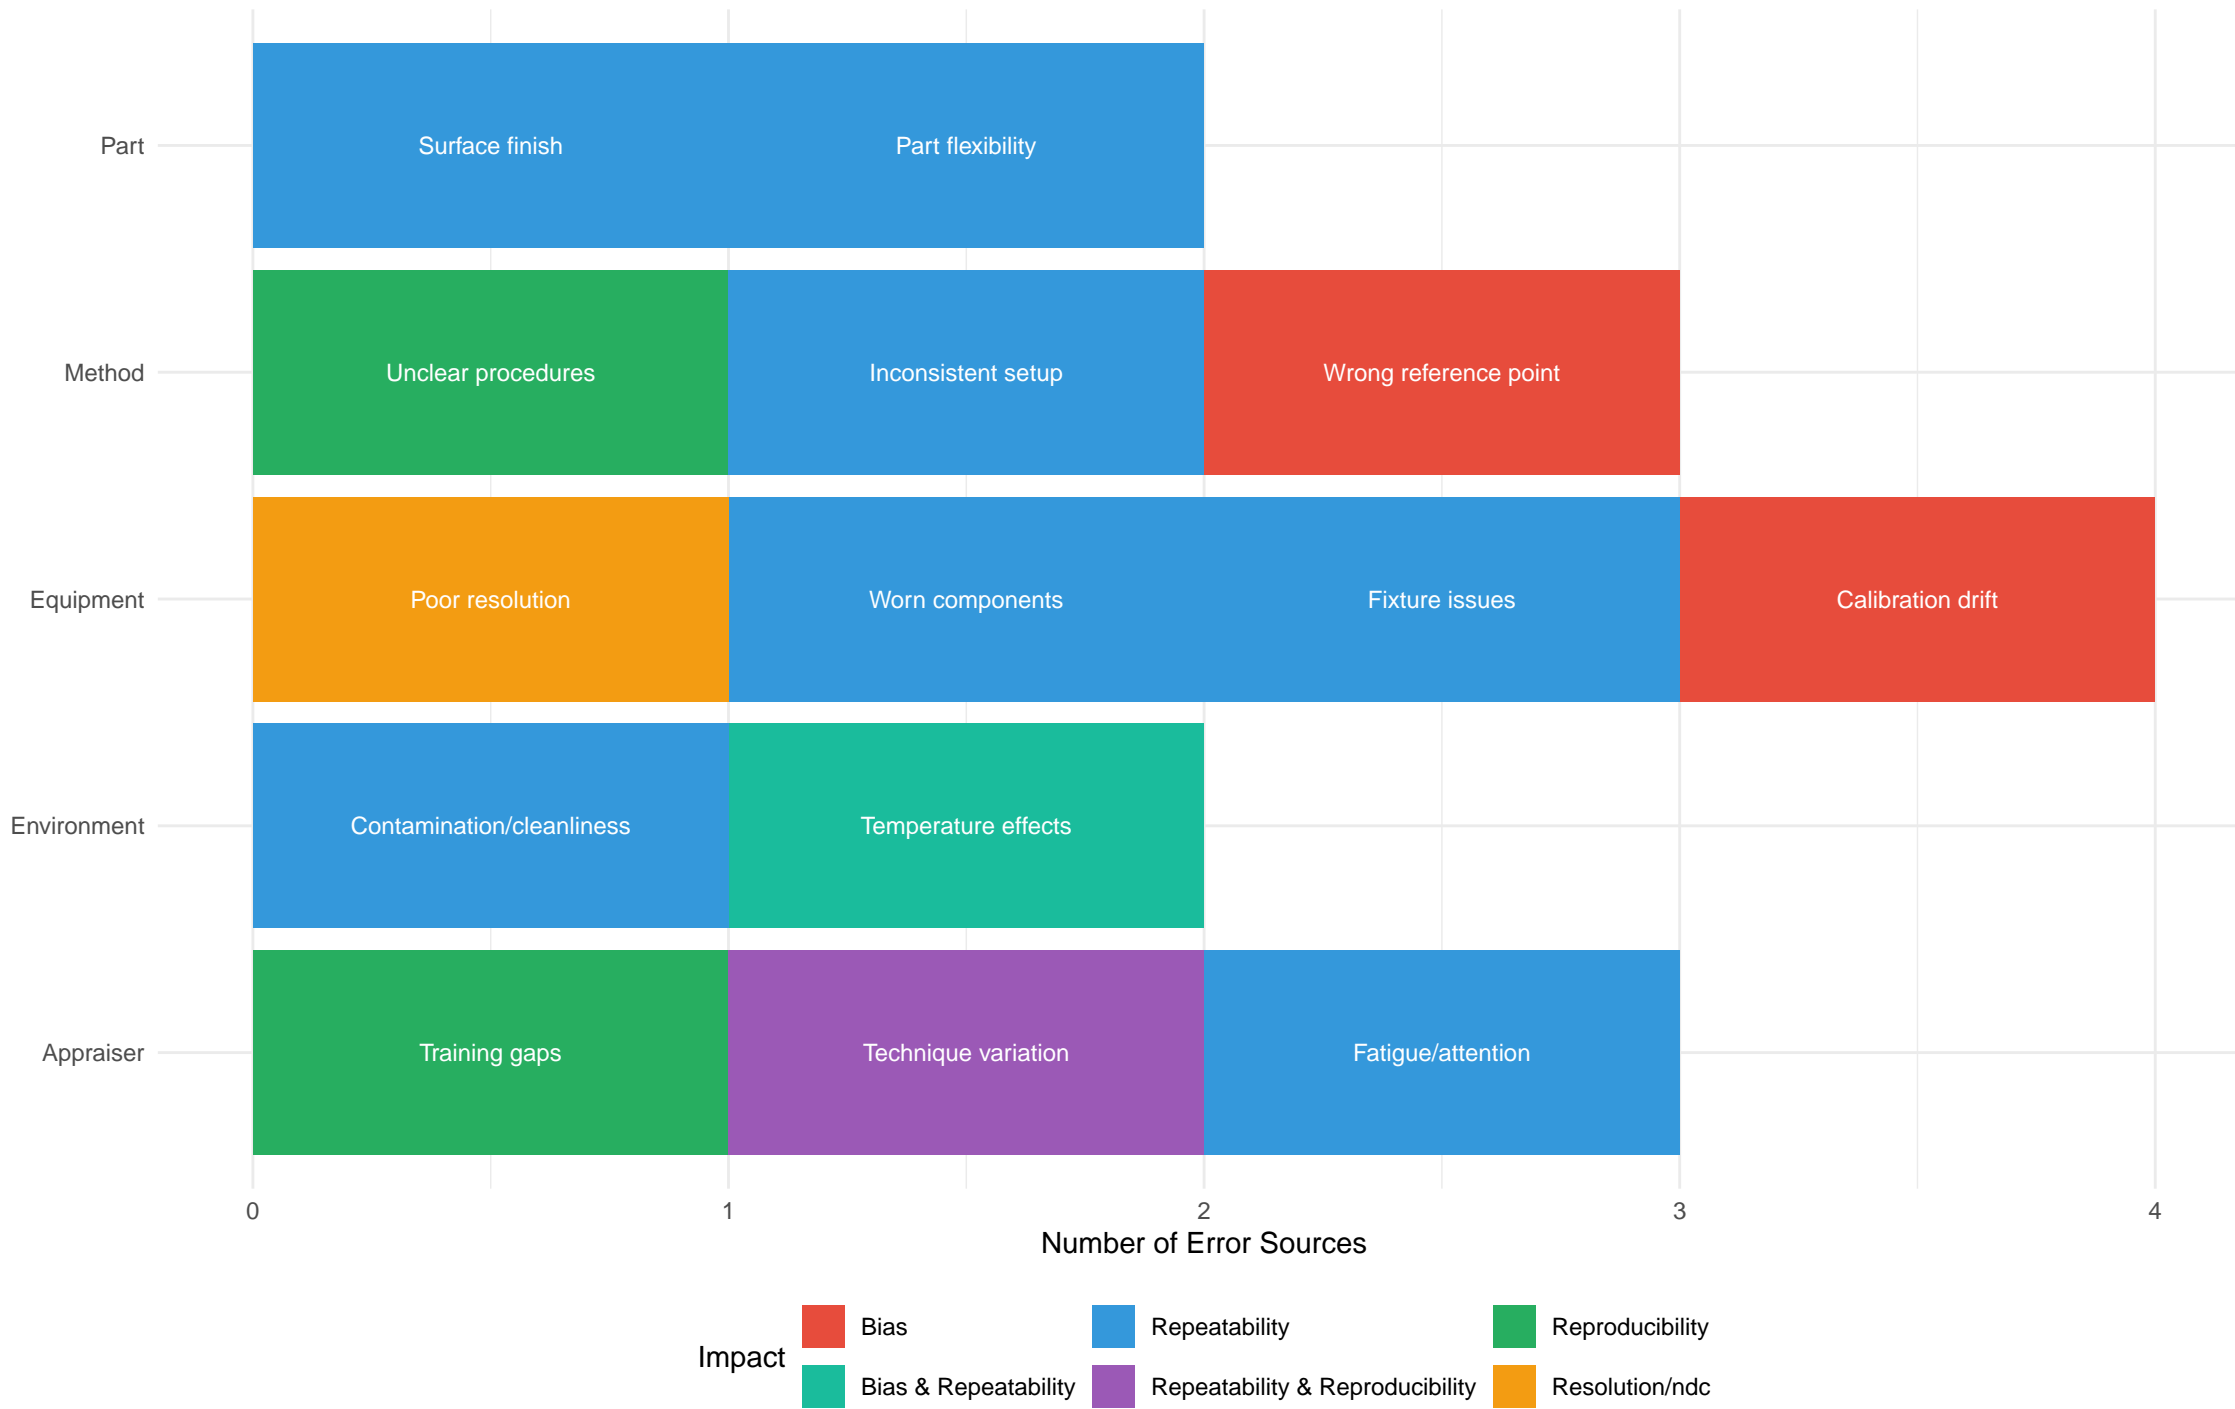 Part
Surface finish
Part flexibility
Method
Unclear procedures
Inconsistent setup
Wrong reference point
Equipment
Poor resolution
Worn components
Fixture issues
Calibration drift
Environment
Contamination/cleanliness
Temperature effects
Appraiser
Training gaps
Technique variation
Fatigue/attention
0 1 2 3 4
Number of Error Sources
Impact
Bias
Repeatability
Reproducibility
Bias & Repeatability
Repeatability & Reproducibility
Resolution/ndc